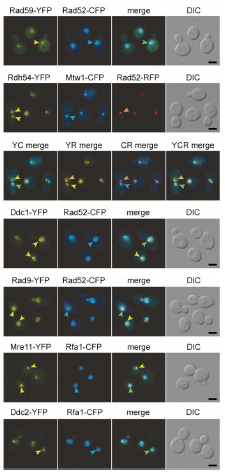 Rad59-YFP Rad52-CFP merge DIC
Rdh54-YFP Mtw1-CFP Rad52-RFP DIC
YC merge YR merge CR merge YCR merge
Ddc1-YFP Rad52-CFP merge DIC
Rad9-YFP Rad52-CFP merge DIC
Mre11-YFP Rfa1-CFP merge DIC
Ddc2-YFP Rfa1-CFP merge DIC